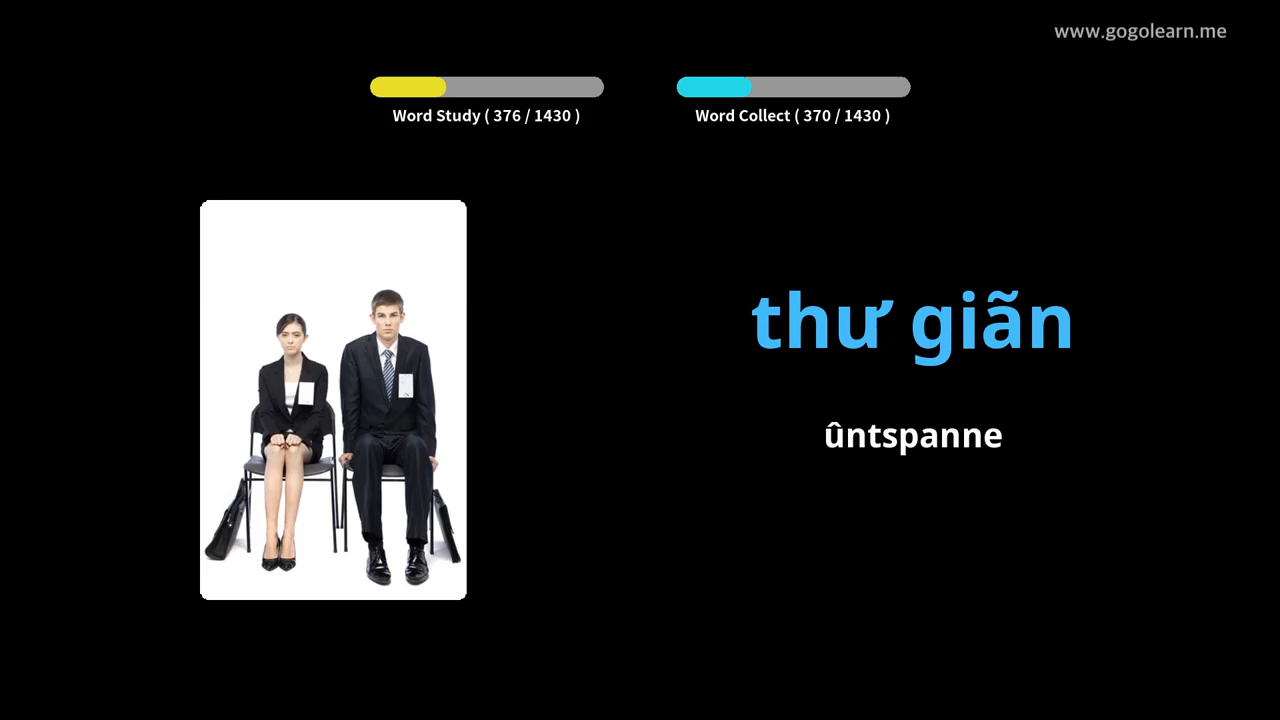 www.gogolearn.me
Word Study ( 376 / 1430 )
Word Collect ( 370 / 1430 )
thư giãn
ûntspanne